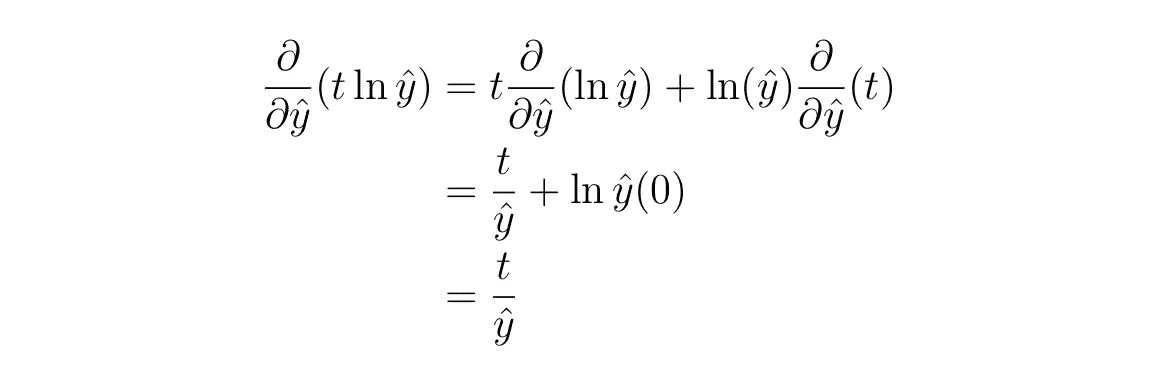 ∂/∂ŷ (t ln ŷ) = t ∂/∂ŷ (ln ŷ) + ln(ŷ) ∂/∂ŷ (t)
= t/ŷ + ln ŷ(0)
= t/ŷ